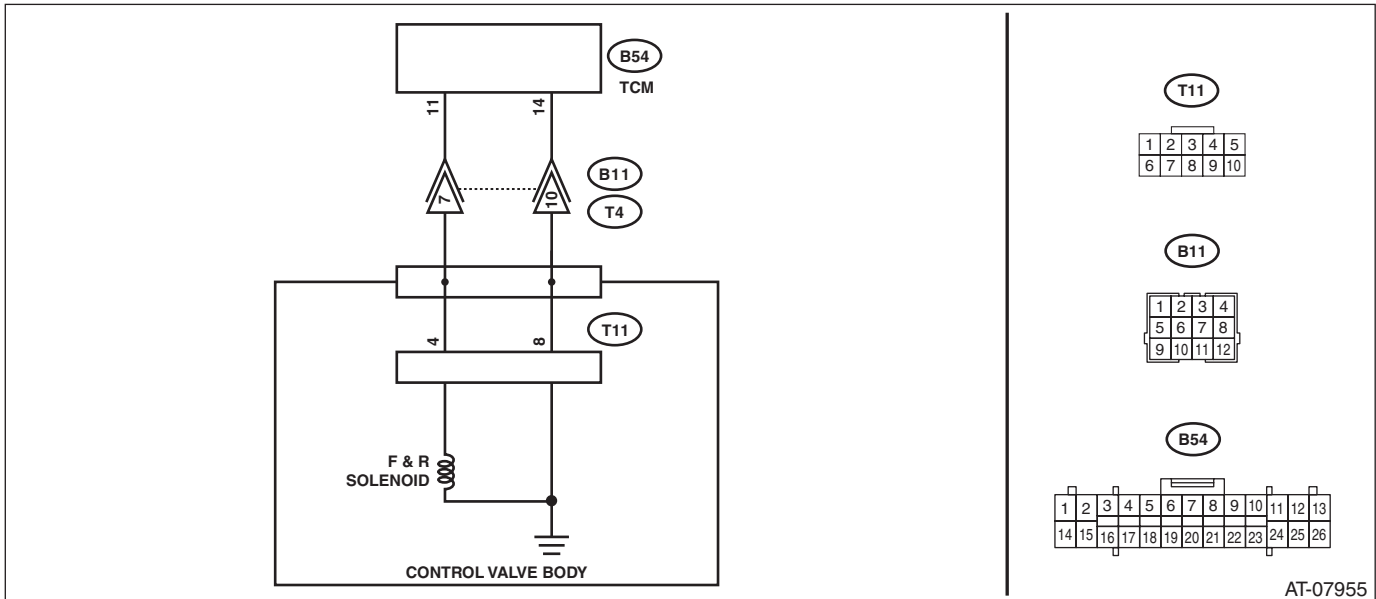 B54
TCM
11
14
7
10
B11
T4
4
8
T11
F & R
SOLENOID
CONTROL VALVE BODY
T11
1 2 3 4 5
6 7 8 9 10
B11
1 2 3 4
5 6 7 8
9 10 11 12
B54
1 2 3 4 5 6 7 8 9 10 11 12 13
14 15 16 17 18 19 20 21 22 23 24 25 26
AT-07955